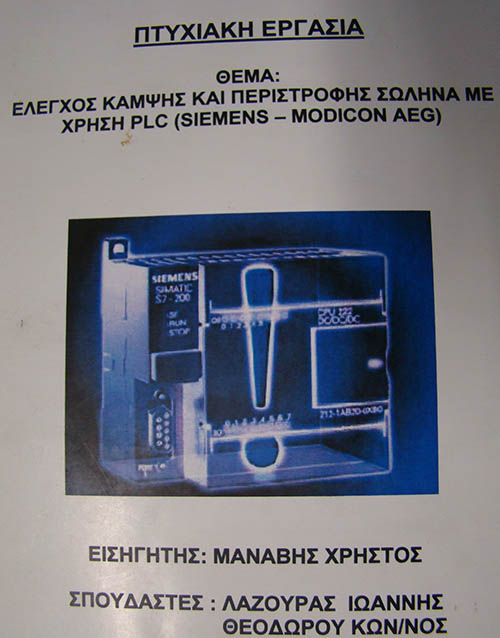 ΠΤΥΧΙΑΚΗ ΕΡΓΑΣΙΑ
ΘΕΜΑ:
ΕΛΕΓΧΟΣ ΚΑΜΨΗΣ ΚΑΙ ΠΕΡΙΣΤΡΟΦΗΣ ΣΩΛΗΝΑ ΜΕ
ΧΡΗΣΗ PLC (SIEMENS – MODICON AEG)
SIEMENS
SIMATIC
S7-200
SF
RUN
STOP
CPU 222
DC/DC/DC
212-1AB20-0XB0
ΕΙΣΗΓΗΤΗΣ: ΜΑΝΑΒΗΣ ΧΡΗΣΤΟΣ
ΣΠΟΥΔΑΣΤΕΣ : ΛΑΖΟΥΡΑΣ ΙΩΑΝΝΗΣ
ΘΕΟΔΩΡΟΥ ΚΩΝ/ΝΟΣ